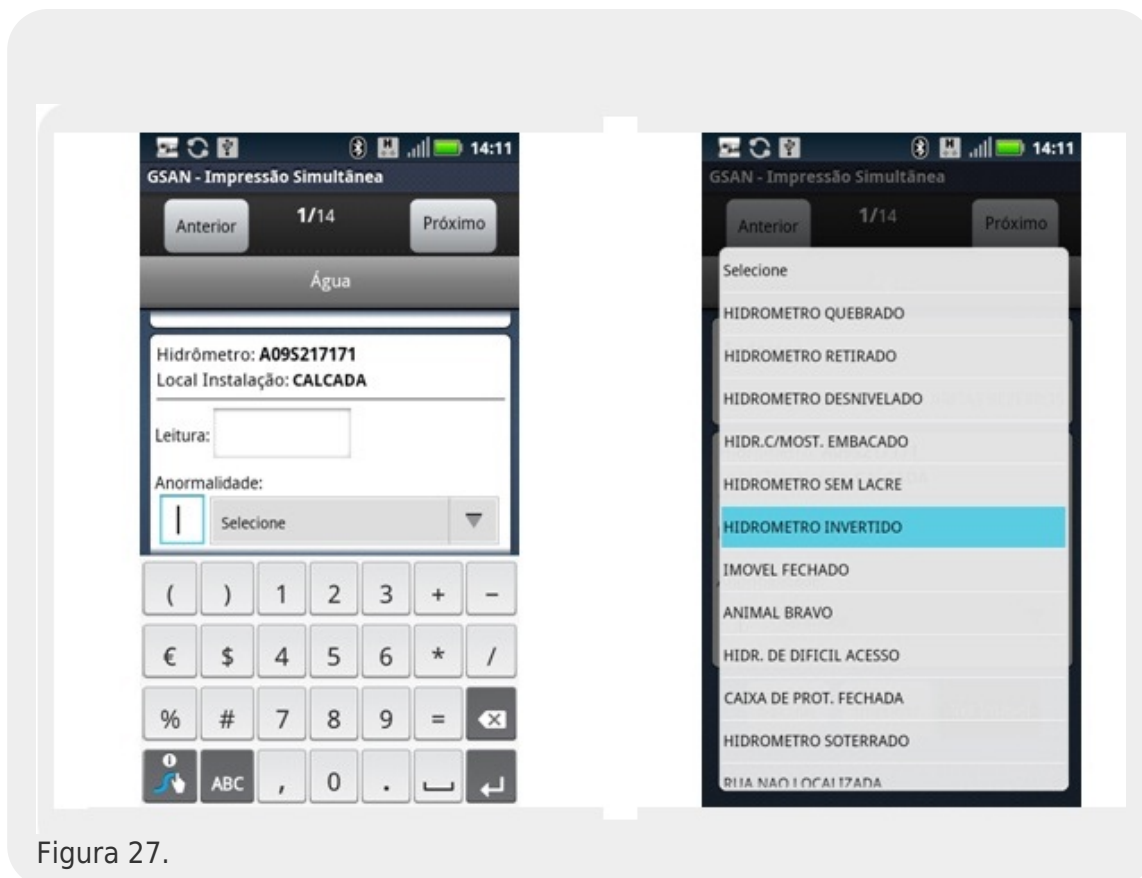 14:11
GSAN - Impressão Simultânea
Anterior
1/14
Próximo
Água
Hidrômetro: A09S217171
Local Instalação: CALCADA
Leitura:
Anormalidade:
Selecione
( ) 1 2 3 + -
€ $ 4 5 6 * /
% # 7 8 9 =
ABC , 0 .
14:11
GSAN - Impressão Simultânea
Anterior
1/14
Próximo
Selecione
HIDROMETRO QUEBRADO
HIDROMETRO RETIRADO
HIDROMETRO DESNIVELADO
HIDR.C/MOST. EMBACADO
HIDROMETRO SEM LACRE
HIDROMETRO INVERTIDO
IMOVEL FECHADO
ANIMAL BRAVO
HIDR. DE DIFICIL ACESSO
CAIXA DE PROT. FECHADA
HIDROMETRO SOTERRADO
RUA NAO LOCALIZADA
Figura 27.